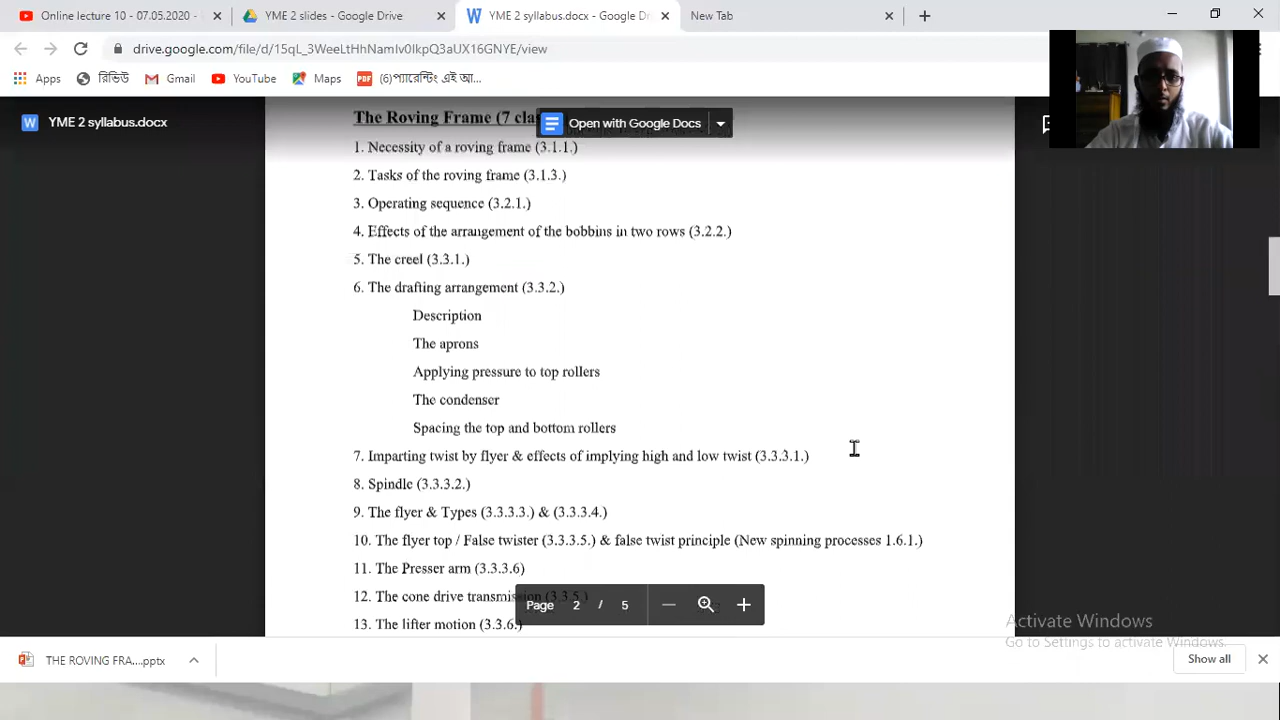 Online lecture 10 - 07.05.2020 -
YME 2 slides - Google Drive
YME 2 syllabus.docx - Google D
New Tab
drive.google.com/file/d/15qL_3WeeLtHhNamIv0IkpQ3aUX16GNYE/view
Apps
রিভিউ
Gmail
YouTube
Maps
(6)প্যারেন্টিং এই আ...
YME 2 syllabus.docx
The Roving Frame (7 clas
Open with Google Docs
1. Necessity of a roving frame (3.1.1.)
2. Tasks of the roving frame (3.1.3.)
3. Operating sequence (3.2.1.)
4. Effects of the arrangement of the bobbins in two rows (3.2.2.)
5. The creel (3.3.1.)
6. The drafting arrangement (3.3.2.)
Description
The aprons
Applying pressure to top rollers
The condenser
Spacing the top and bottom rollers
7. Imparting twist by flyer & effects of implying high and low twist (3.3.3.1.)
8. Spindle (3.3.3.2.)
9. The flyer & Types (3.3.3.3.) & (3.3.3.4.)
10. The flyer top / False twister (3.3.3.5.) & false twist principle (New spinning processes 1.6.1.)
11. The Presser arm (3.3.3.6)
12. The cone drive transmission (3.3.5.)
Page 2 / 5
13. The lifter motion (3.3.6.)
Activate Windows
Go to Settings to activate Windows.
THE ROVING FRA....pptx
Show all